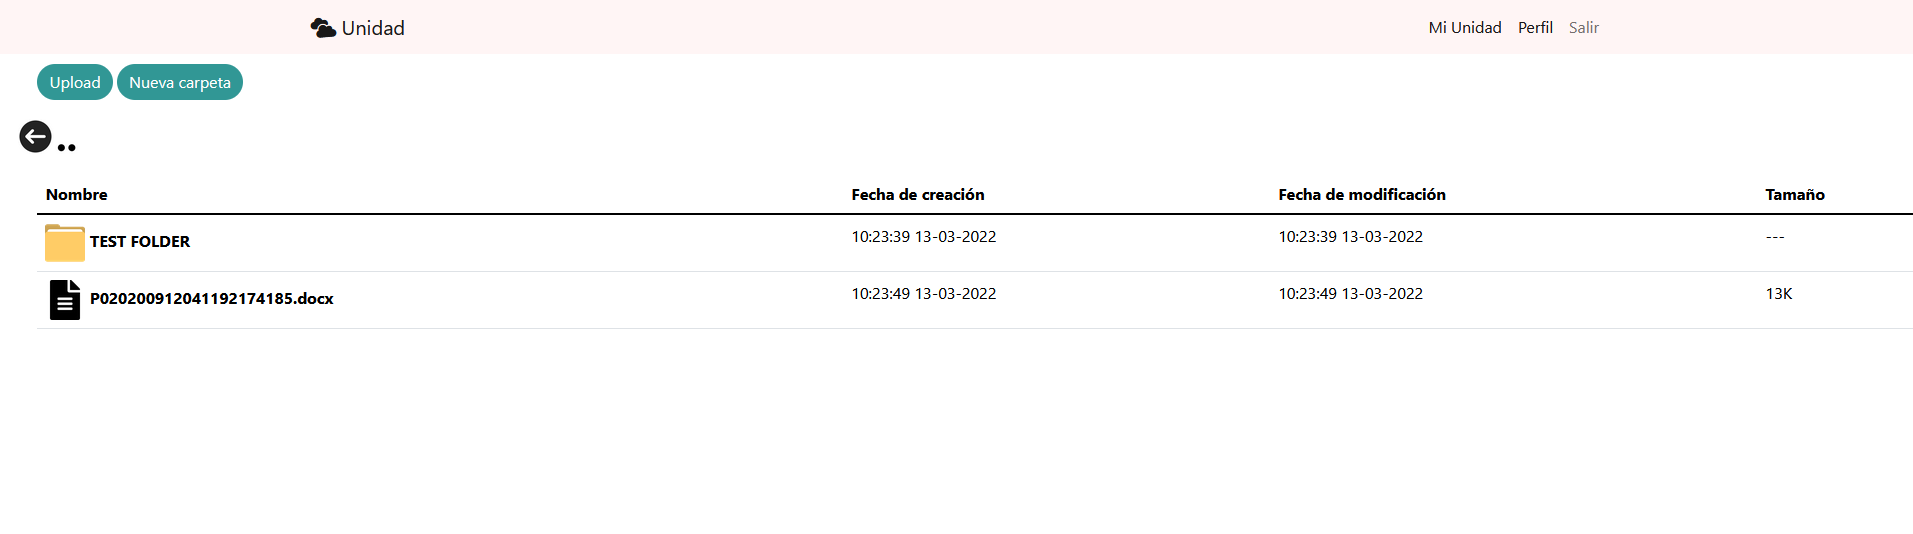 Unidad Mi Unidad Perfil Salir
Upload Nueva carpeta
..
Nombre Fecha de creación Fecha de modificación Tamaño
TEST FOLDER 10:23:39 13-03-2022 10:23:39 13-03-2022 ---
P020200912041192174185.docx 10:23:49 13-03-2022 10:23:49 13-03-2022 13K